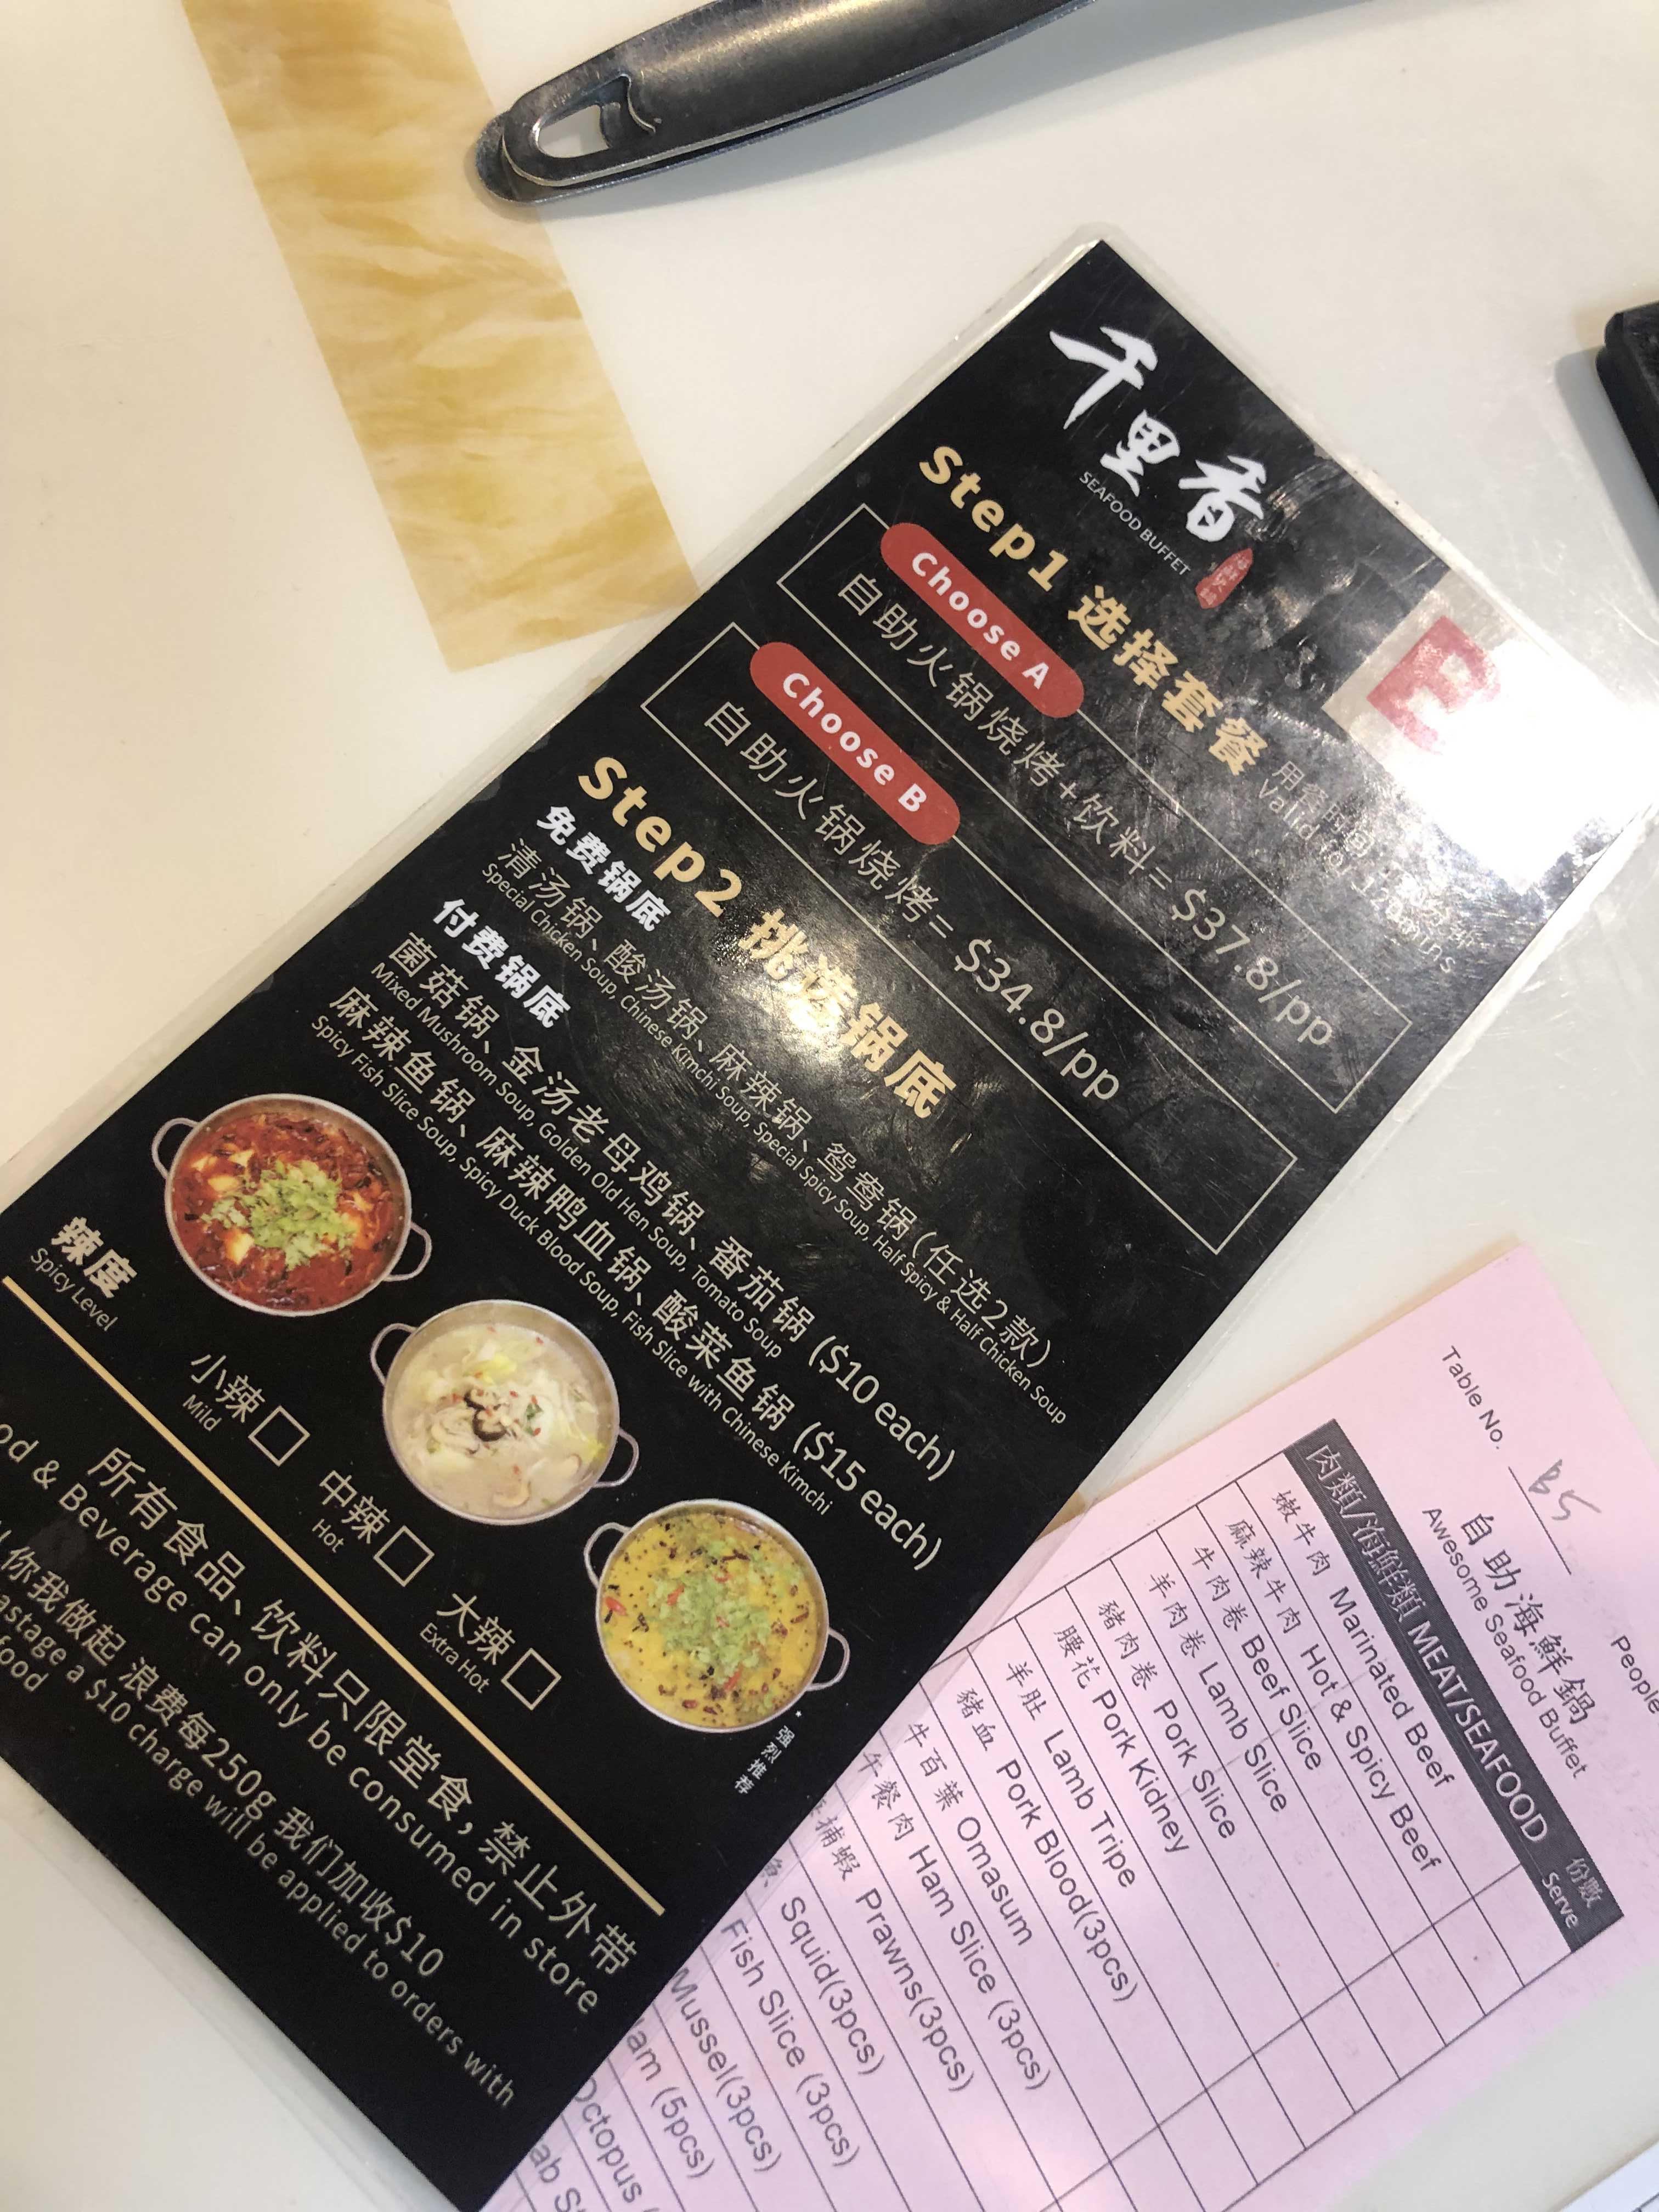 千里香
SEAFOOD BUFFET
E
Step1 选择套餐
Valid for 120mins
Choose A
自助火锅烧烤+饮料= $37.8/pp
Choose B
自助火锅烧烤= $34.8/pp
Step2 挑选锅底
免费锅底
清汤锅、酸汤锅、麻辣锅、鸳鸯锅(任选2款)
Special Chicken Soup, Chinese Kimchi Soup, Special Spicy Soup, Half Spicy & Half Chicken Soup
付费锅底
菌菇锅、金汤老母鸡锅、番茄锅 ($10 each)
Mixed Mushroom Soup, Golden Old Hen Soup, Tomato Soup
麻辣鱼锅、麻辣鸭血锅、酸菜鱼锅 ($15 each)
Spicy Fish Slice Soup, Spicy Duck Blood Soup, Fish Slice with Chinese Kimchi
*强烈推荐
辣度
Spicy Level
小辣
Mild
中辣
Hot
大辣
Extra Hot
所有食品、饮料只限堂食，禁止外带
& Beverage can only be consumed in store
你我做起 浪费每250g 我们加收$10
a $10 charge will be applied to orders with
food
Table No. B5
People
自助海鮮鍋
Awesome Seafood Buffet
肉類/海鮮類 MEAT/SEAFOOD 份數 Serve
嫩牛肉 Marinated Beef
麻辣牛肉 Hot & Spicy Beef
牛肉卷 Beef Slice
羊肉卷 Lamb Slice
豬肉卷 Pork Slice
腰花 Pork Kidney
羊肚 Lamb Tripe
豬血 Pork Blood(3pcs)
牛百葉 Omasum
午餐肉 Ham Slice (3pcs)
捕蝦 Prawns(3pcs)
Squid(3pcs)
Fish Slice (3pcs)
Mussel(3pcs)
(5pcs)
Octopus